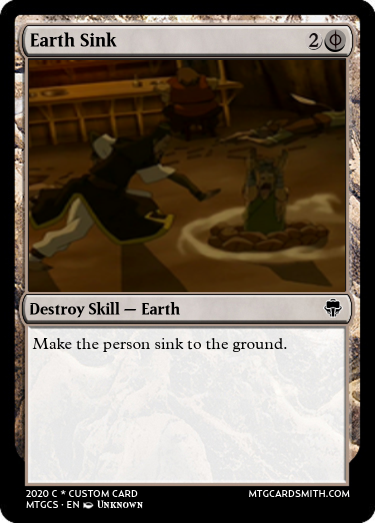 Earth Sink 2/
Destroy Skill — Earth
Make the person sink to the ground.
2020 C * CUSTOM CARD MTGCARDSMITH.COM
MTGCS · EN UNKNOWN